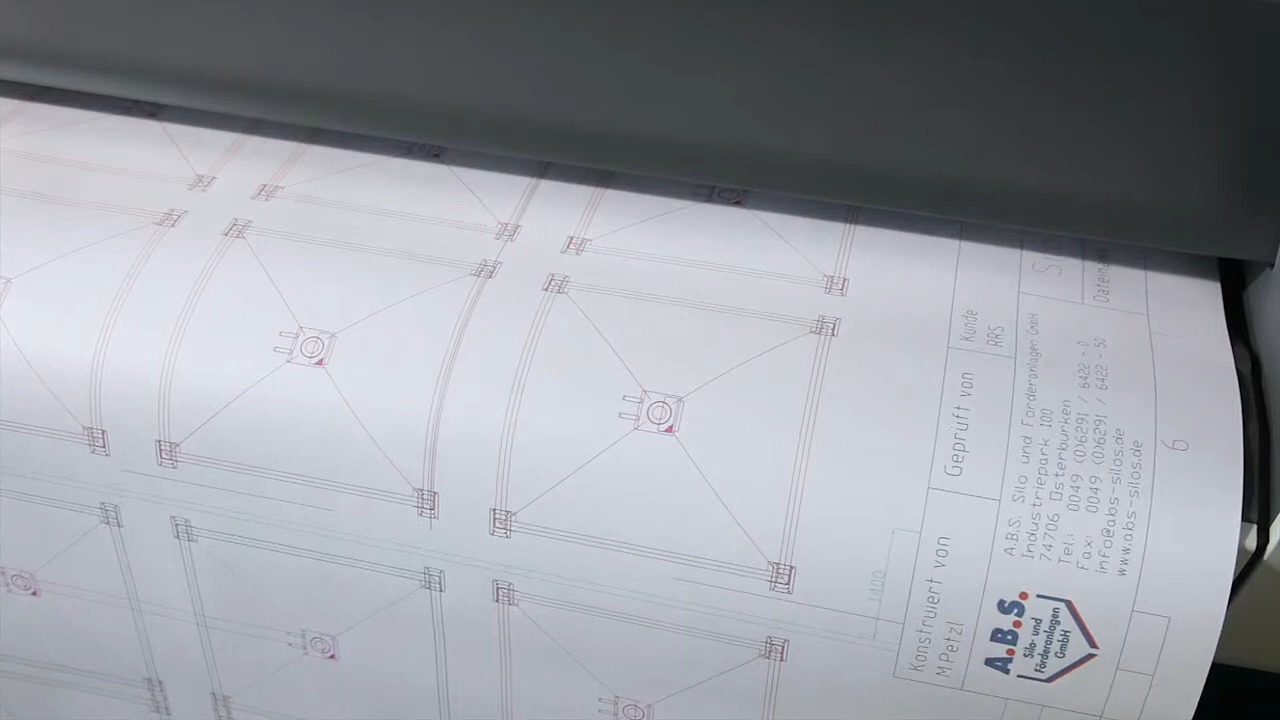 Kunde
RRS
Geprüft von
Konstruiert von
M.Petzl
A.B.S. Silo und Förderanlagen GmbH
Industriepark 100
74706 Osterburken
Tel.: 0049 (0)6291 / 6422 - 0
Fax: 0049 (0)6291 / 6422 - 50
info@abs-silos.de
www.abs-silos.de
A.B.S.
Silo- und
Förderanlagen
GmbH
6
1400